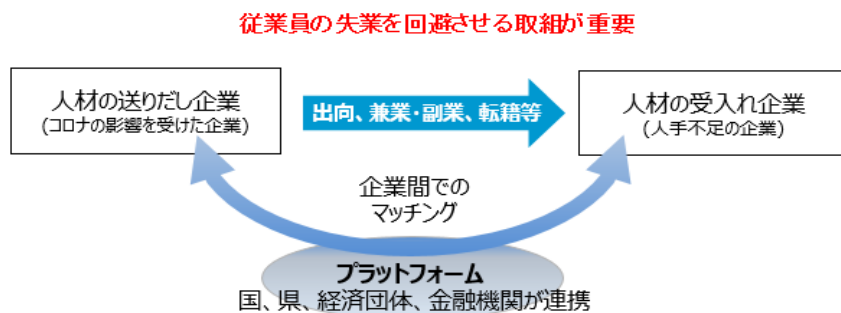 従業員の失業を回避させる取組が重要
人材の送りだし企業
(コロナの影響を受けた企業)
出向、兼業・副業、転籍等
人材の受入れ企業
(人手不足の企業)
企業間での
マッチング
プラットフォーム
国、県、経済団体、金融機関が連携